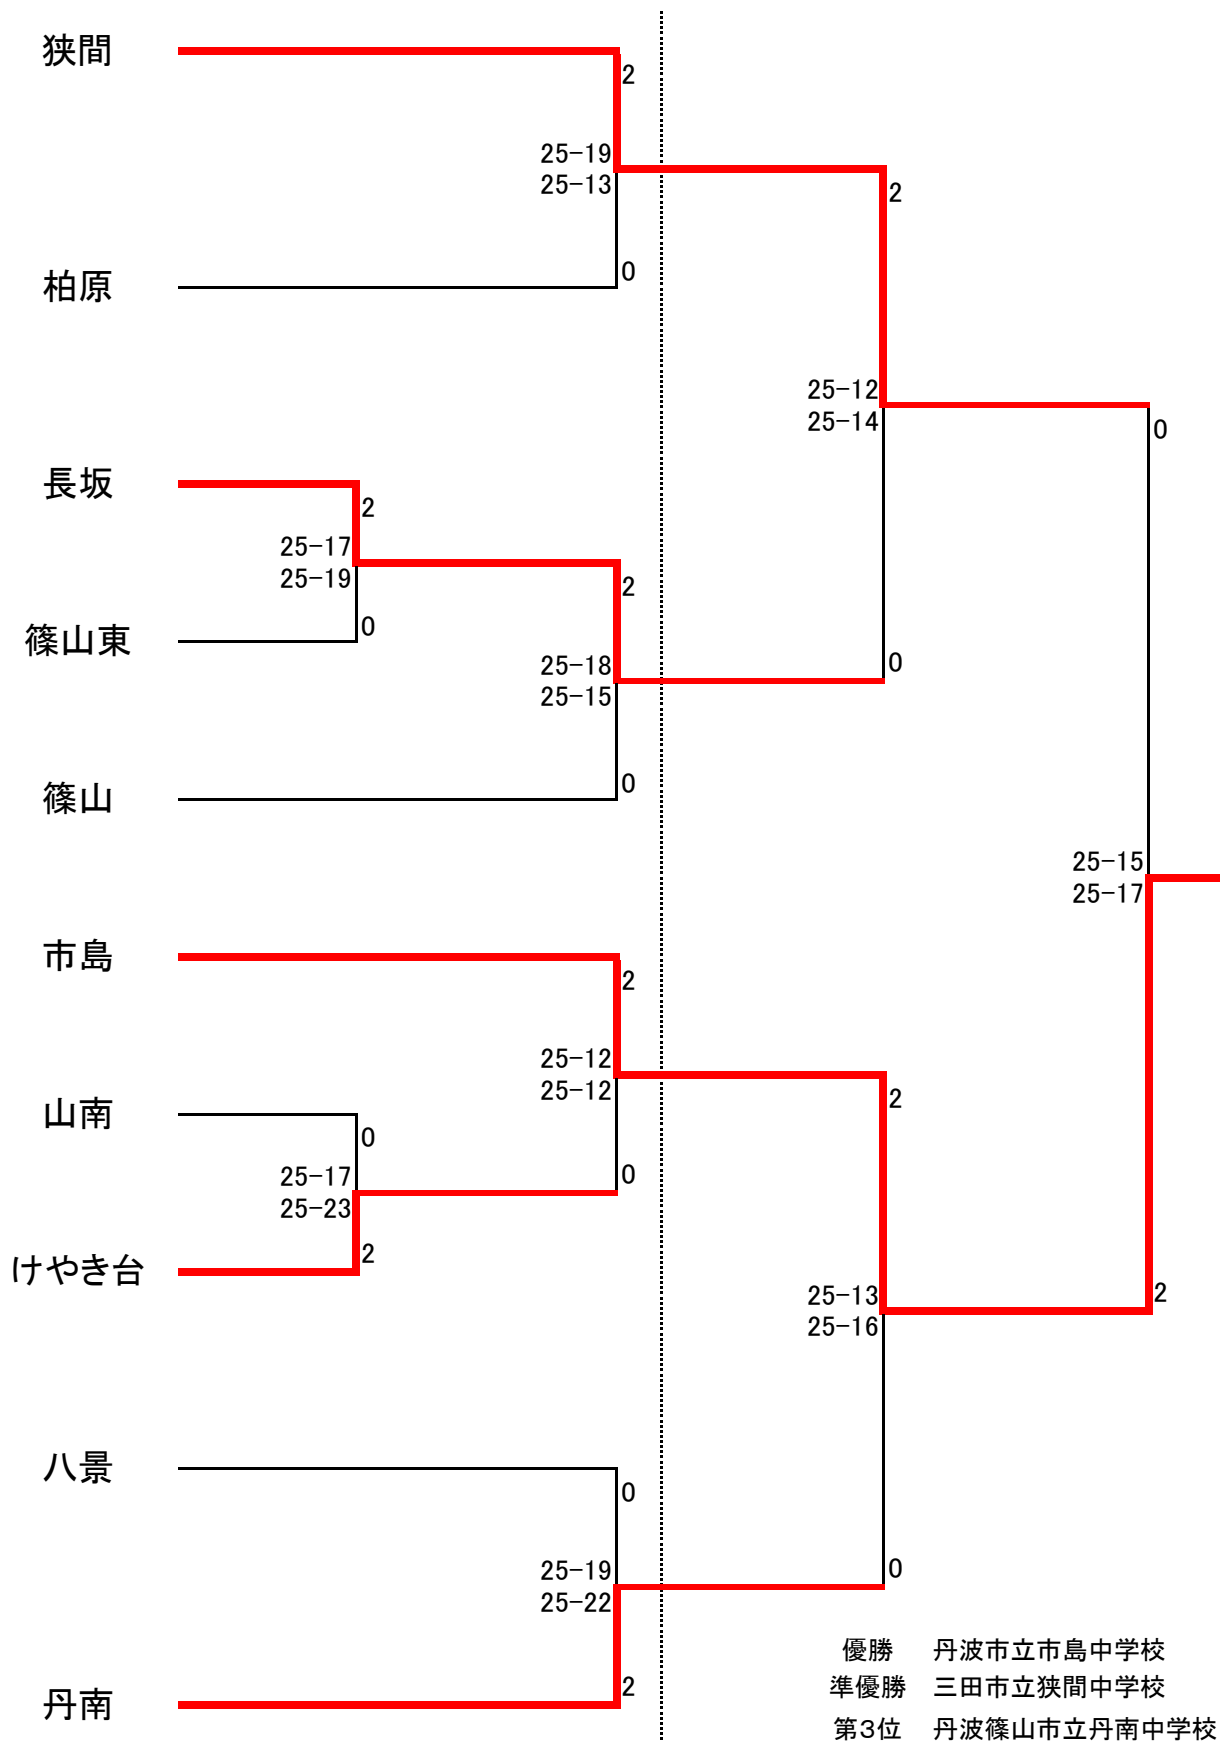 狭間
2
25-19
25-13
2
0
柏原
25-12
25-14
0
長坂
2
25-17
25-19
2
0
篠山東
25-18
25-15
0
0
篠山
25-15
25-17
市島
2
25-12
25-12
2
山南
0
25-17
25-23
0
2
けやき台
25-13
25-16
2
八景
0
25-19
25-22
0
2
丹南
優勝 丹波市立市島中学校
準優勝 三田市立狭間中学校
第3位 丹波篠山市立丹南中学校